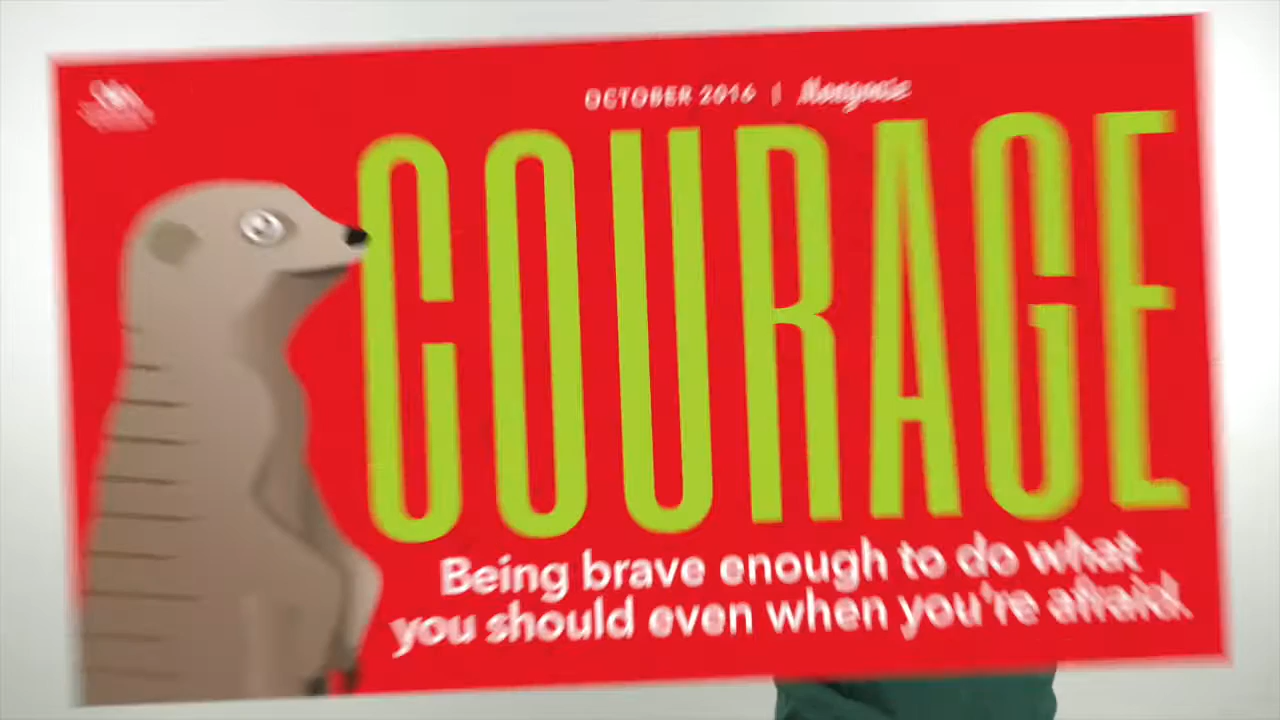 OCTOBER 2016 | Mongoose
COURAGE
Being brave enough to do what
you should even when you're afraid.